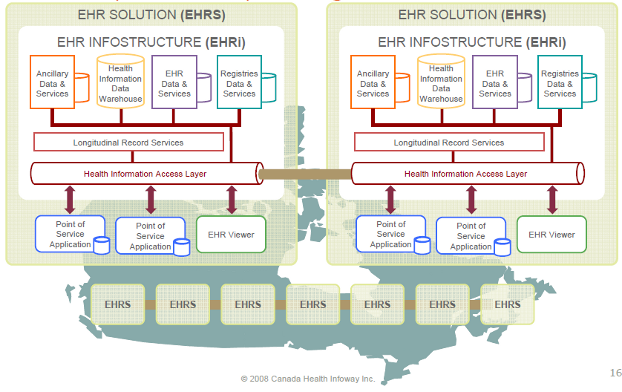 EHR SOLUTION (EHRS)
EHR INFOSTRUCTURE (EHRi)
Ancillary
Data &
Services
Health
Information
Data
Warehouse
EHR
Data &
Services
Registries
Data &
Services
Longitudinal Record Services
Health Information Access Layer
Point of
Service
Application
Point of
Service
Application
EHR Viewer
EHR SOLUTION (EHRS)
EHR INFOSTRUCTURE (EHRi)
Ancillary
Data &
Services
Health
Information
Data
Warehouse
EHR
Data &
Services
Registries
Data &
Services
Longitudinal Record Services
Health Information Access Layer
Point of
Service
Application
Point of
Service
Application
EHR Viewer
EHRS EHRS EHRS EHRS EHRS EHRS EHRS
© 2008 Canada Health Infoway Inc.
16